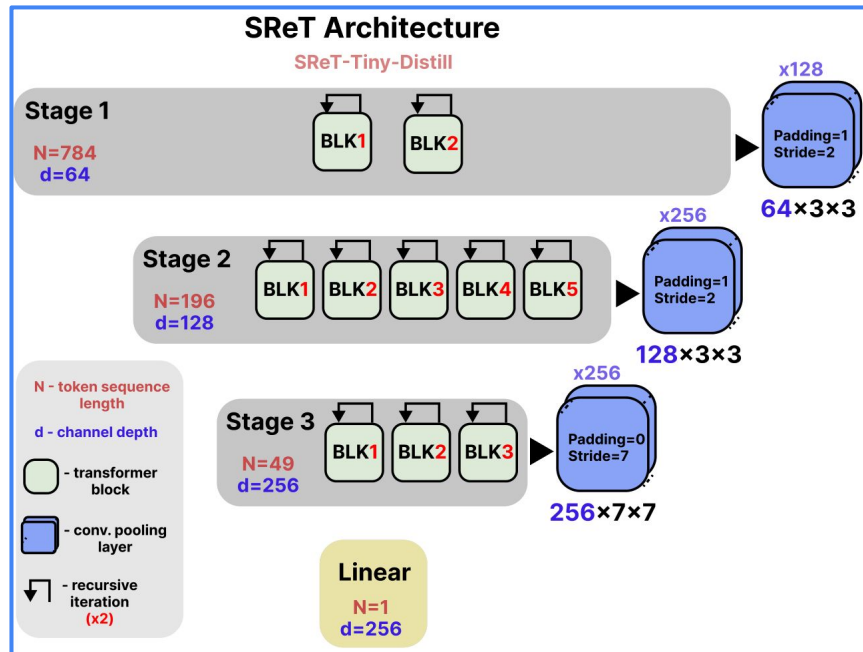 SReT Architecture
SReT-Tiny-Distill
Stage 1
N=784
d=64
BLK1
BLK2
x128
Padding=1
Stride=2
64×3×3
Stage 2
N=196
d=128
BLK1
BLK2
BLK3
BLK4
BLK5
x256
Padding=1
Stride=2
128×3×3
Stage 3
N=49
d=256
BLK1
BLK2
BLK3
x256
Padding=0
Stride=7
256×7×7
N - token sequence
length
d - channel depth
- transformer
block
- conv. pooling
layer
- recursive
iteration
(x2)
Linear
N=1
d=256